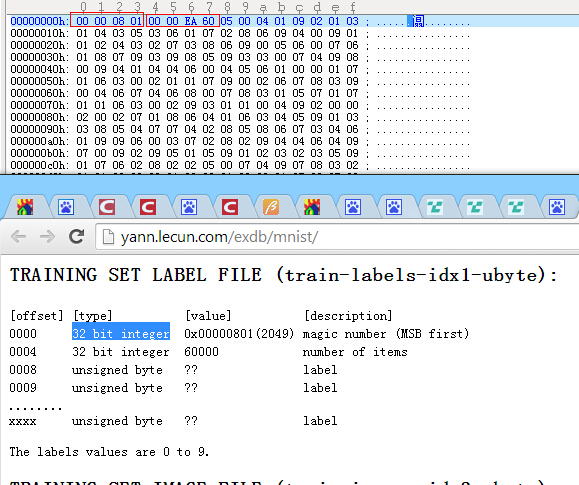 0 1 2 3 4 5 6 7 8 9 a b c d e f
00000000h: 00 00 08 01 00 00 EA 60 05 00 04 01 09 02 01 03 ;
00000010h: 01 04 03 05 03 06 01 07 02 08 06 09 04 00 09 01 ; ................
00000020h: 01 02 04 03 02 07 03 08 06 09 00 05 06 00 07 06 ; ................
00000030h: 01 08 07 09 03 09 08 05 09 03 03 00 07 04 09 08 ; ................
00000040h: 00 09 04 01 04 04 06 00 04 05 06 01 00 00 01 07 ; ................
00000050h: 01 06 03 00 02 01 01 07 09 00 02 06 07 08 03 09 ; ................
00000060h: 00 04 06 07 04 06 08 00 07 08 03 01 05 07 01 07 ; ................
00000070h: 01 01 06 03 00 02 09 03 01 01 00 04 09 02 00 00 ; ................
00000080h: 02 00 02 07 01 08 06 04 01 06 03 04 05 09 01 03 ; ................
00000090h: 03 08 05 04 07 07 04 02 08 05 08 06 07 03 04 06 ; ................
000000a0h: 01 09 09 06 00 03 07 02 08 02 09 04 04 06 04 09 ; ................
000000b0h: 07 00 09 02 09 05 01 05 09 01 02 03 02 03 05 09 ; ................
000000c0h: 01 07 06 02 08 02 02 05 00 07 04 09 07 08 03 02 ; ................
yann.lecun.com/exdb/mnist/
TRAINING SET LABEL FILE (train-labels-idx1-ubyte):
[offset] [type] [value] [description]
0000 32 bit integer 0x00000801(2049) magic number (MSB first)
0004 32 bit integer 60000 number of items
0008 unsigned byte ?? label
0009 unsigned byte ?? label
........
xxxx unsigned byte ?? label
The labels values are 0 to 9.